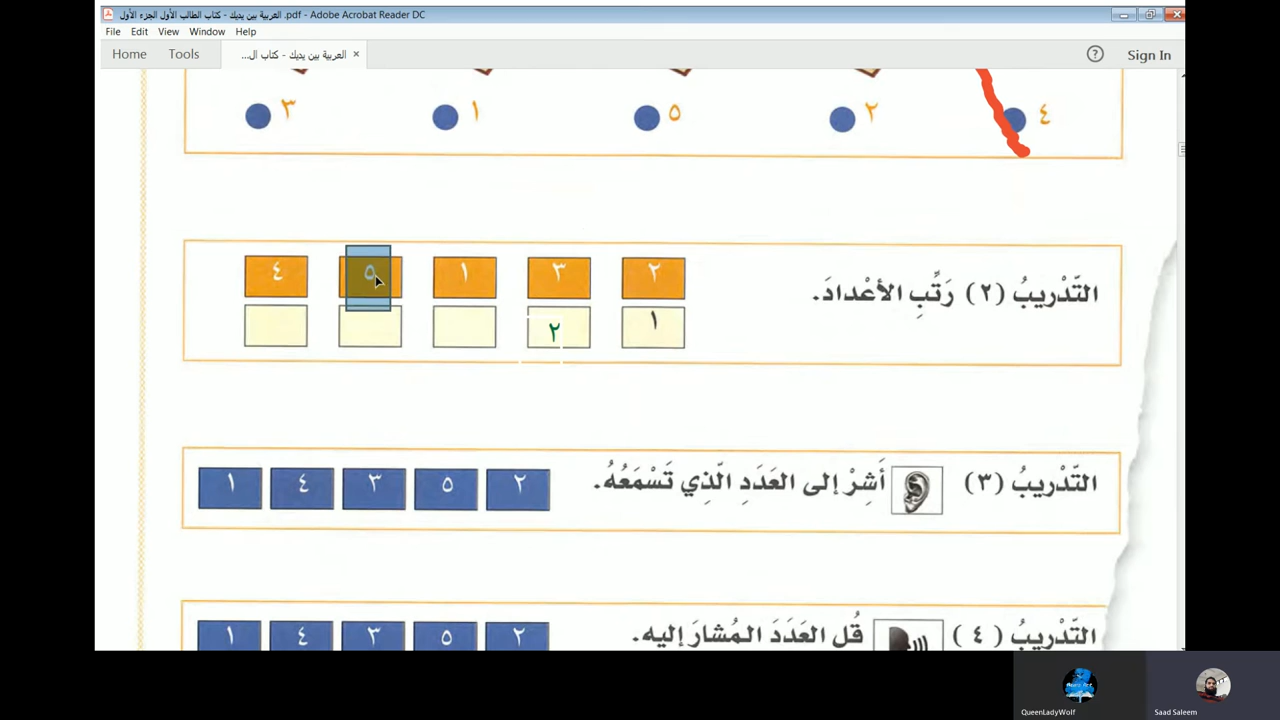 العربية بين يديك - كتاب الطالب الأول الجزء الأول .pdf - Adobe Acrobat Reader DC
File Edit View Window Help
Home Tools العربية بين يديك - كتاب ال... × Sign In
٤ ٢ ٥ ١ ٣
التَّدْرِيبُ (٢) رَتِّبِ الأَعْدادَ.
٢ ٣ ١ ٥ ٤
١ ٢
التَّدْرِيبُ (٣) أَشِرْ إلى العَدَدِ الَّذِي تَسْمَعُهُ.
٢ ٥ ٣ ٤ ١
التَّدْرِيبُ (٤) قُل العَدَدَ المُشارَ إليه.
٢ ٥ ٣ ٤ ١
QueenLadyWolf
Saad Saleem